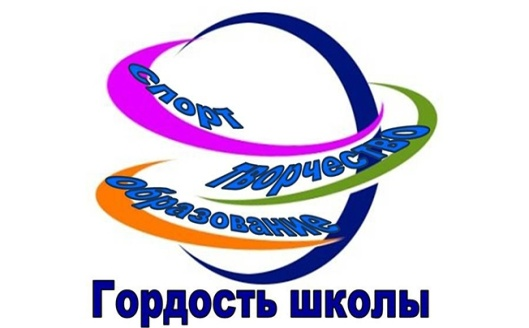 спорт
творчество
образование
Гордость школы